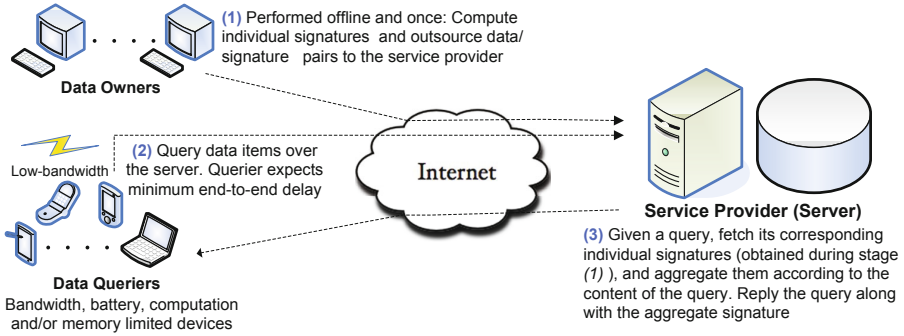 (1) Performed offline and once: Compute
individual signatures and outsource data/
signature pairs to the service provider
Data Owners
Low-bandwidth
(2) Query data items over
the server. Querier expects
minimum end-to-end delay
Internet
Data Queriers
Bandwidth, battery, computation
and/or memory limited devices
Service Provider (Server)
(3) Given a query, fetch its corresponding
individual signatures (obtained during stage
(1) ), and aggregate them according to the
content of the query. Reply the query along
with the aggregate signature